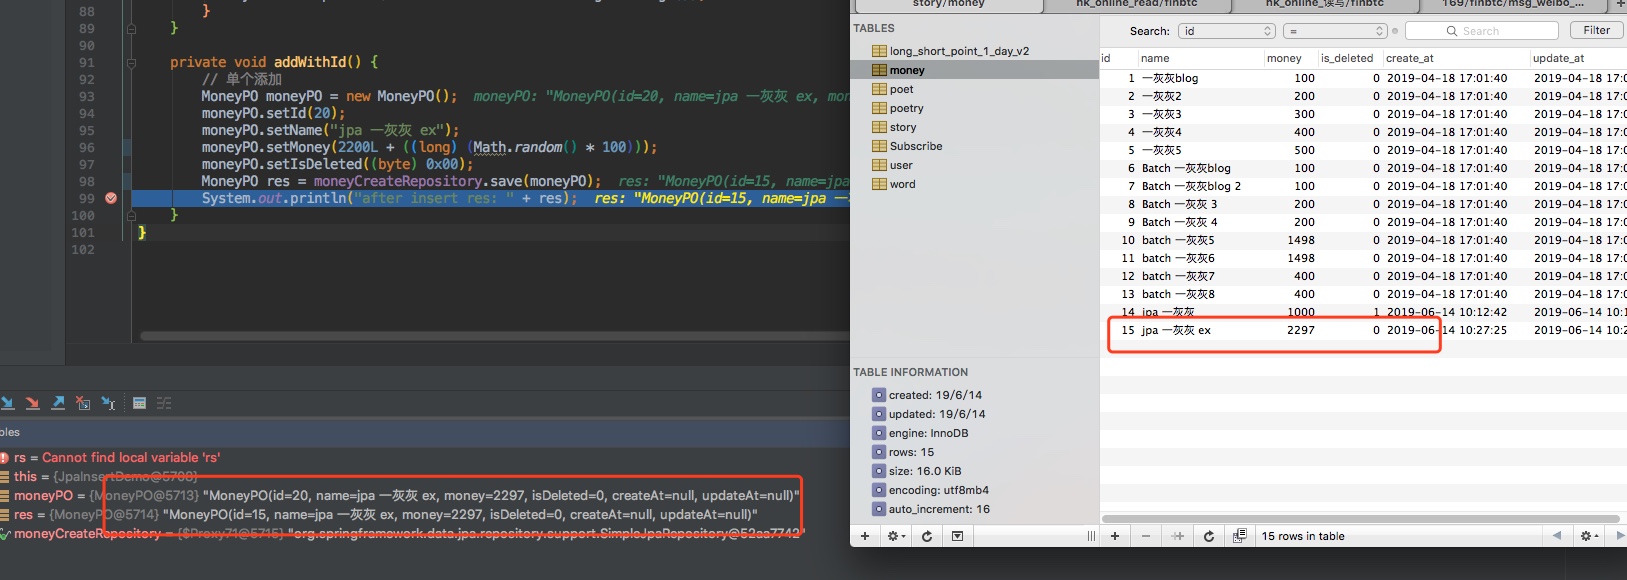 88 }
89 }
90
91 private void addWithId() {
92 // 单个添加
93 MoneyPO moneyPO = new MoneyPO(); moneyPO: "MoneyPO(id=20, name=jpa 一灰灰 ex, mon
94 moneyPO.setId(20);
95 moneyPO.setName("jpa 一灰灰 ex");
96 moneyPO.setMoney(2200L + ((long) (Math.random() * 100)));
97 moneyPO.setIsDeleted((byte) 0x00);
98 MoneyPO res = moneyCreateRepository.save(moneyPO); res: "MoneyPO(id=15, name=jpa
99 System.out.println("after insert res: " + res); res: "MoneyPO(id=15, name=jpa 一
100 }
101 }
102
bles
rs = Cannot find local variable 'rs'
this = {JpaInsertDemo@5708}
moneyPO = {MoneyPO@5713} "MoneyPO(id=20, name=jpa 一灰灰 ex, money=2297, isDeleted=0, createAt=null, updateAt=null)"
res = {MoneyPO@5714} "MoneyPO(id=15, name=jpa 一灰灰 ex, money=2297, isDeleted=0, createAt=null, updateAt=null)"
moneyCreateRepository = {$Proxy71@5715} "org.springframework.data.jpa.repository.support.SimpleJpaRepository@52aa7742"
story/money hk_online_read/finbtc hk_online_读写/finbtc 169/finbtc/msg_weibo_...
TABLES
long_short_point_1_day_v2
money
poet
poetry
story
Subscribe
user
word
TABLE INFORMATION
created: 19/6/14
updated: 19/6/14
engine: InnoDB
rows: 15
size: 16.0 KiB
encoding: utf8mb4
auto_increment: 16
Search: id = Search Filter
id name money is_deleted create_at update_at
1 一灰灰blog 100 0 2019-04-18 17:01:40 2019-04-18 17:0
2 一灰灰2 200 0 2019-04-18 17:01:40 2019-04-18 17:0
3 一灰灰3 300 0 2019-04-18 17:01:40 2019-04-18 17:0
4 一灰灰4 400 0 2019-04-18 17:01:40 2019-04-18 17:0
5 一灰灰5 500 0 2019-04-18 17:01:40 2019-04-18 17:0
6 Batch 一灰灰blog 100 0 2019-04-18 17:01:40 2019-04-18 17:0
7 Batch 一灰灰blog 2 100 0 2019-04-18 17:01:40 2019-04-18 17:0
8 Batch 一灰灰 3 200 0 2019-04-18 17:01:40 2019-04-18 17:0
9 Batch 一灰灰 4 200 0 2019-04-18 17:01:40 2019-04-18 17:0
10 batch 一灰灰5 1498 0 2019-04-18 17:01:40 2019-04-18 17:0
11 batch 一灰灰6 1498 0 2019-04-18 17:01:40 2019-04-18 17:0
12 batch 一灰灰7 400 0 2019-04-18 17:01:40 2019-04-18 17:0
13 batch 一灰灰8 400 0 2019-04-18 17:01:40 2019-04-18 17:0
14 jpa 一灰灰 1000 1 2019-06-14 10:12:42 2019-06-14 10:1
15 jpa 一灰灰 ex 2297 0 2019-06-14 10:27:25 2019-06-14 10:2
15 rows in table